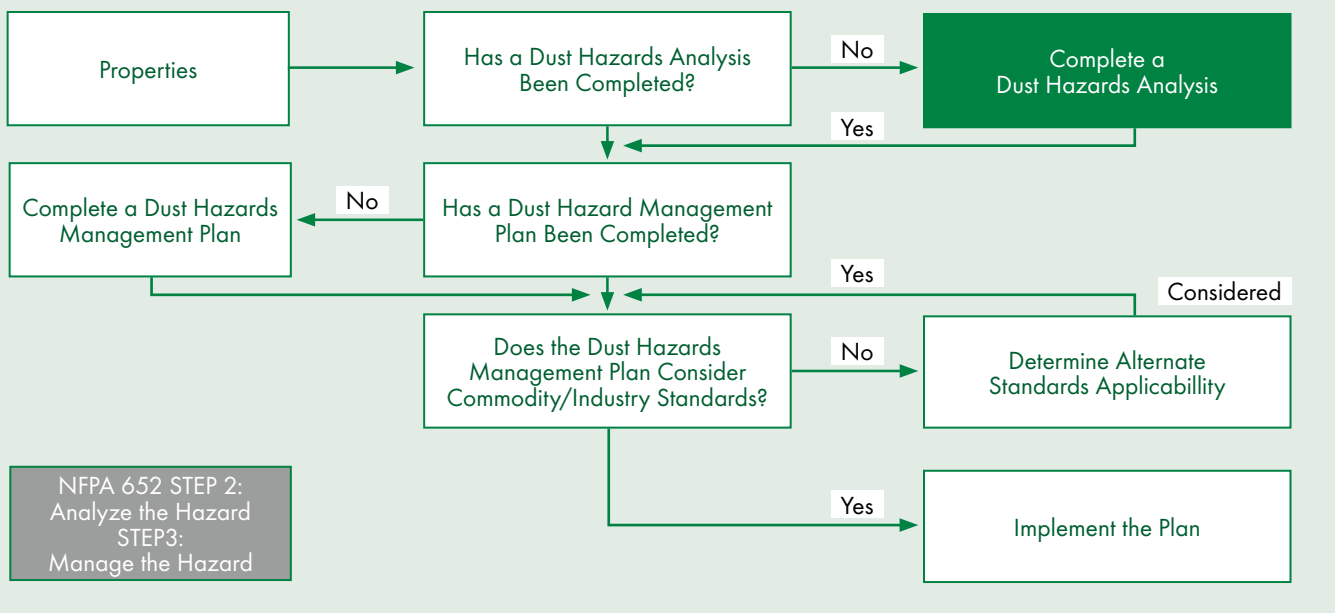 Properties
Has a Dust Hazards Analysis
Been Completed?
No
Complete a
Dust Hazards Analysis
Yes
Complete a Dust Hazards
Management Plan
No
Has a Dust Hazard Management
Plan Been Completed?
Yes
Considered
Does the Dust Hazards
Management Plan Consider
Commodity/Industry Standards?
No
Determine Alternate
Standards Applicabillity
NFPA 652 STEP 2:
Analyze the Hazard
STEP3:
Manage the Hazard
Yes
Implement the Plan